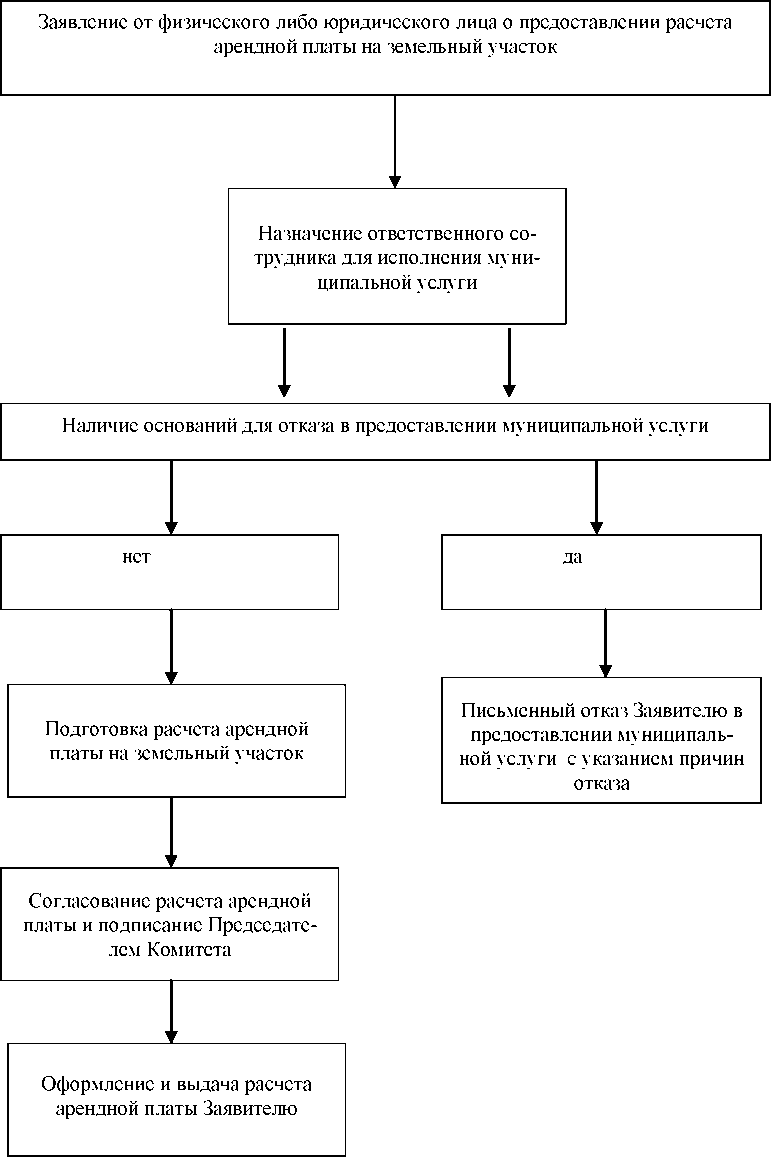 Заявление от физического либо юридического лица о предоставлении расчета
арендной платы на земельный участок
Назначение ответственного со-
трудника для исполнения муни-
ципальной услуги
Наличие оснований для отказа в предоставлении муниципальной услуги
нет
да
Подготовка расчета арендной
платы на земельный участок
Письменный отказ Заявителю в
предоставлении муниципаль-
ной услуги с указанием причин
отказа
Согласование расчета арендной
платы и подписание Председате-
лем Комитета
Оформление и выдача расчета
арендной платы Заявителю